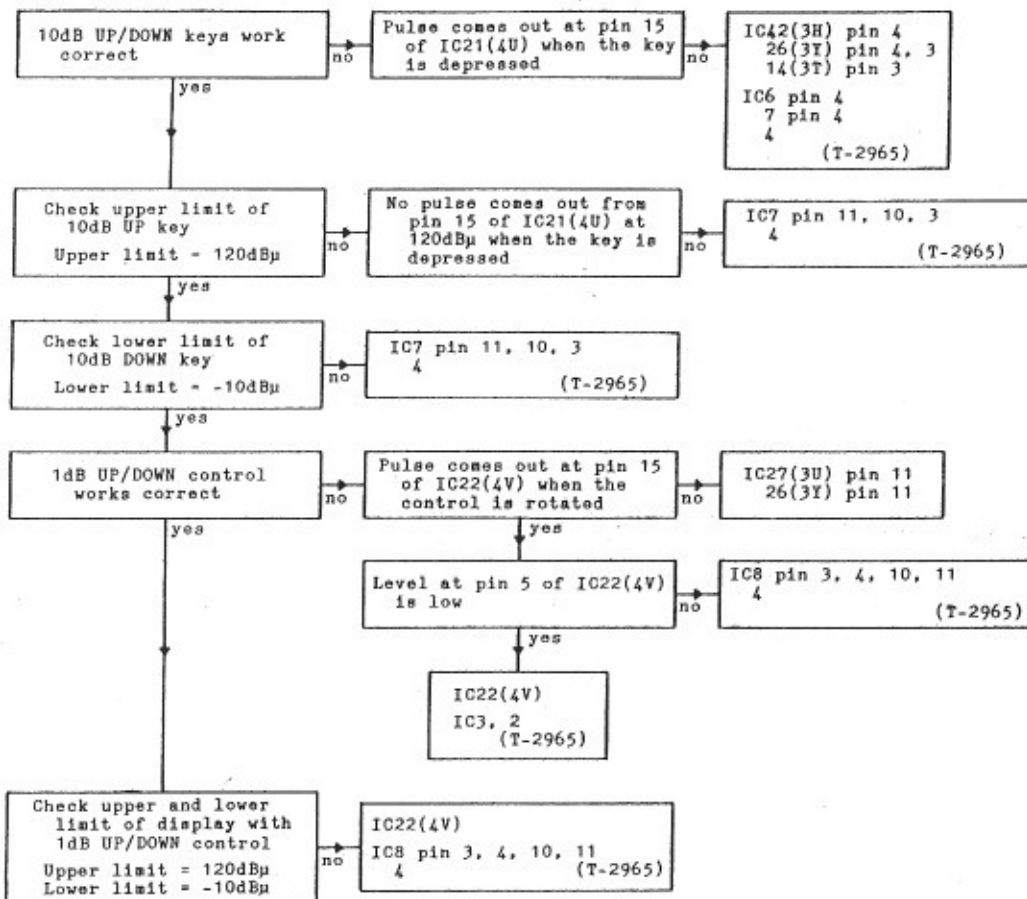 10dB UP/DOWN keys work
correct
no
yes
Pulse comes out at pin 15
of IC21(4U) when the key
is depressed
no
IC42(3H) pin 4
26(3Y) pin 4, 3
14(3T) pin 3
IC6 pin 4
7 pin 4
4
(T-2965)
Check upper limit of
10dB UP key
Upper limit = 120dBμ
no
yes
No pulse comes out from
pin 15 of IC21(4U) at
120dBμ when the key is
depressed
no
IC7 pin 11, 10, 3
4
(T-2965)
Check lower limit of
10dB DOWN key
Lower limit = -10dBμ
no
yes
IC7 pin 11, 10, 3
4
(T-2965)
1dB UP/DOWN control
works correct
no
yes
Pulse comes out at pin 15
of IC22(4V) when the
control is rotated
no
yes
IC27(3U) pin 11
26(3Y) pin 11
Level at pin 5 of IC22(4V)
is low
no
yes
IC8 pin 3, 4, 10, 11
4
(T-2965)
IC22(4V)
IC3, 2
(T-2965)
Check upper and lower
limit of display with
1dB UP/DOWN control
Upper limit = 120dBμ
Lower limit = -10dBμ
no
IC22(4V)
IC8 pin 3, 4, 10, 11
4 (T-2965)